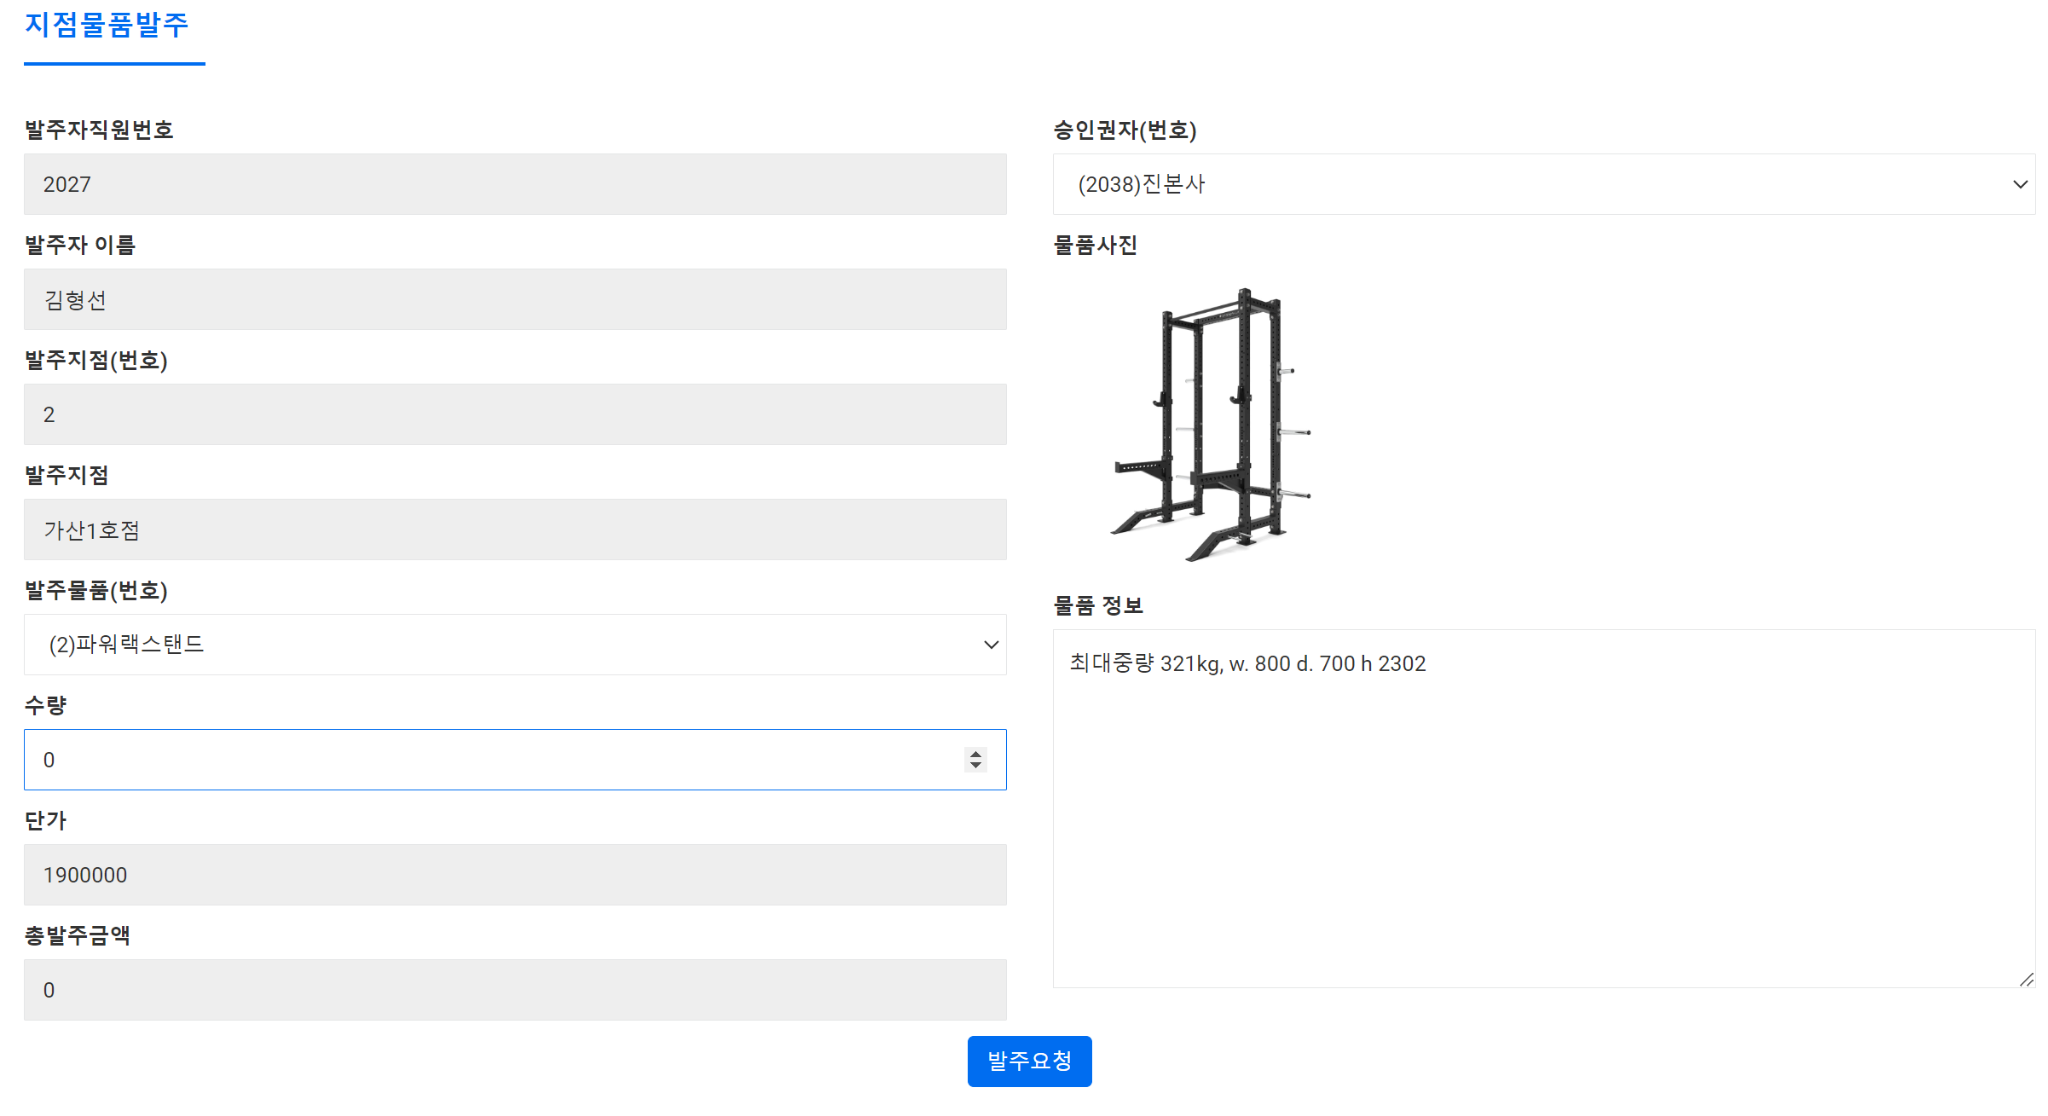 지점물품발주
발주자직원번호
2027
발주자 이름
김형선
발주지점(번호)
2
발주지점
가산1호점
발주물품(번호)
(2)파워랙스탠드
수량
0
단가
1900000
총발주금액
0
승인권자(번호)
(2038)진본사
물품사진
물품 정보
최대중량 321kg, w. 800 d. 700 h 2302
발주요청